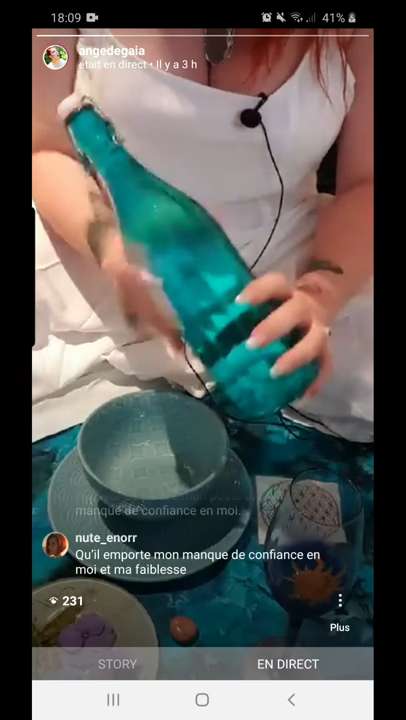 18:09
41%
angedegaia
était en direct • Il y a 3 h
manque de confiance en moi.
nute_enorr
Qu'il emporte mon manque de confiance en
moi et ma faiblesse
231
Plus
STORY
EN DIRECT